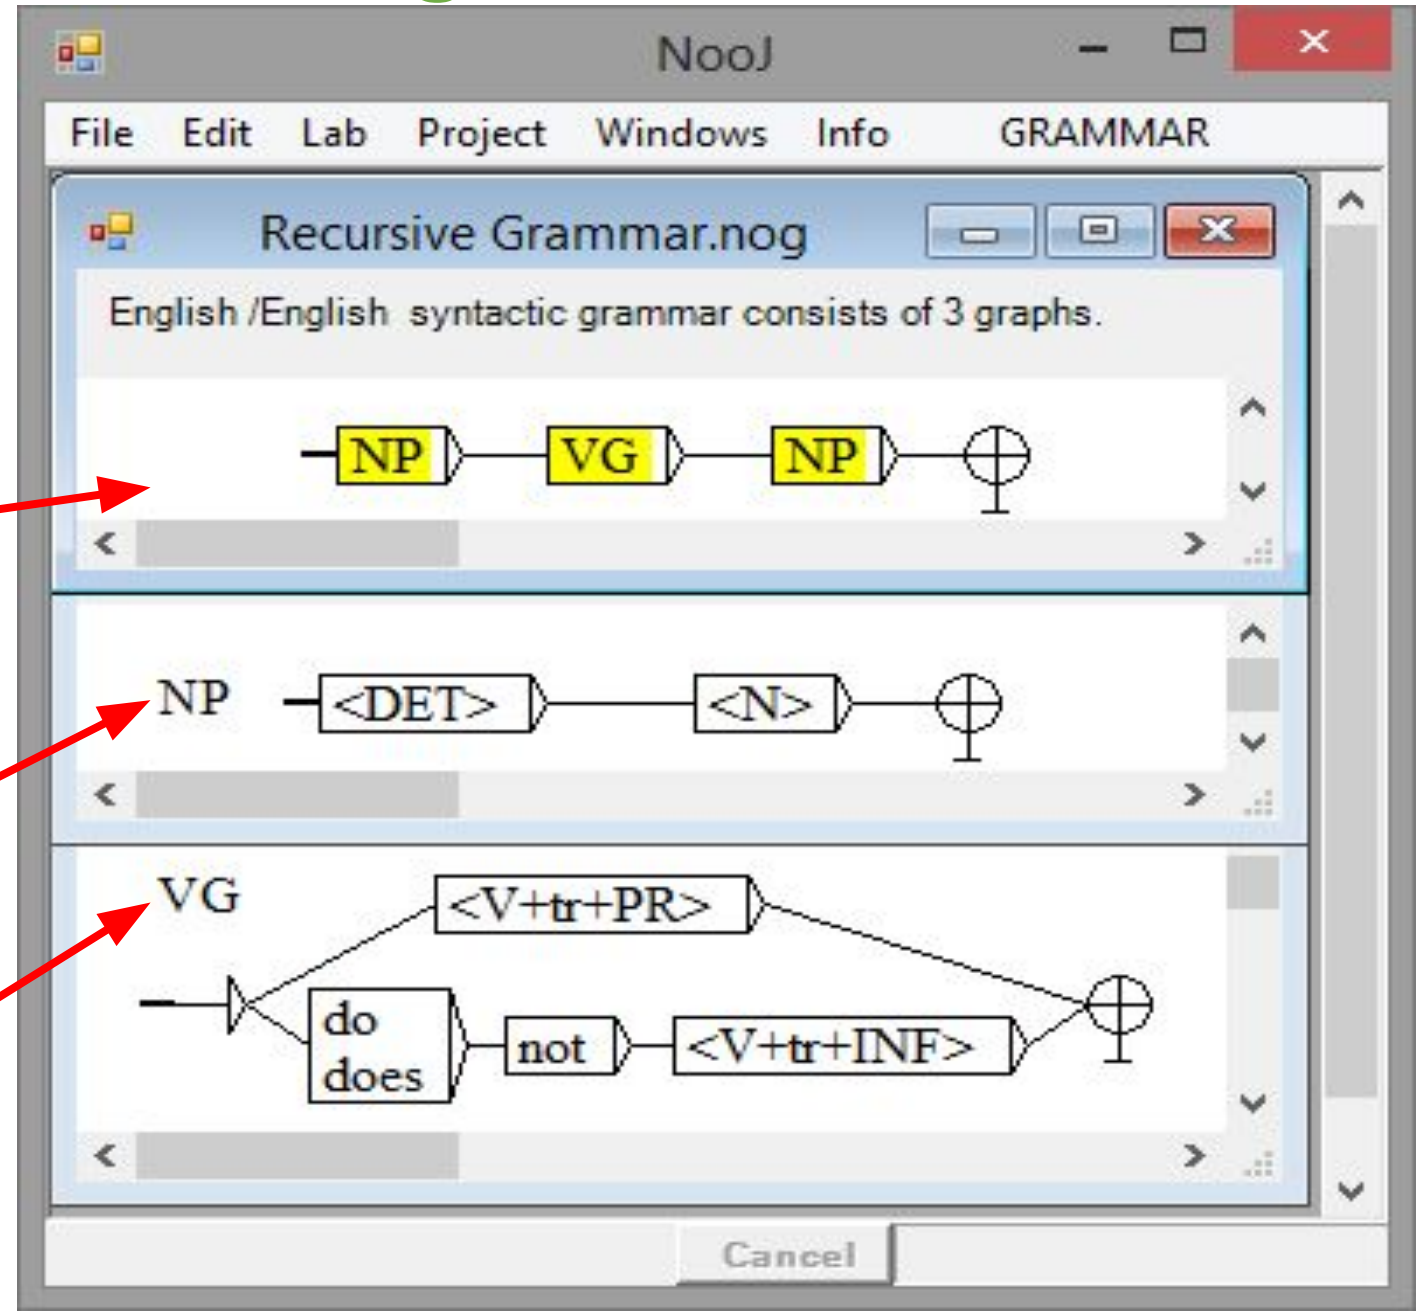 NooJ
File Edit Lab Project Windows Info GRAMMAR
Recursive Grammar.nog
English /English syntactic grammar consists of 3 graphs.
NP VG NP
NP <DET> <N>
VG
<V+tr+PR>
do
does
not
<V+tr+INF>
Cancel